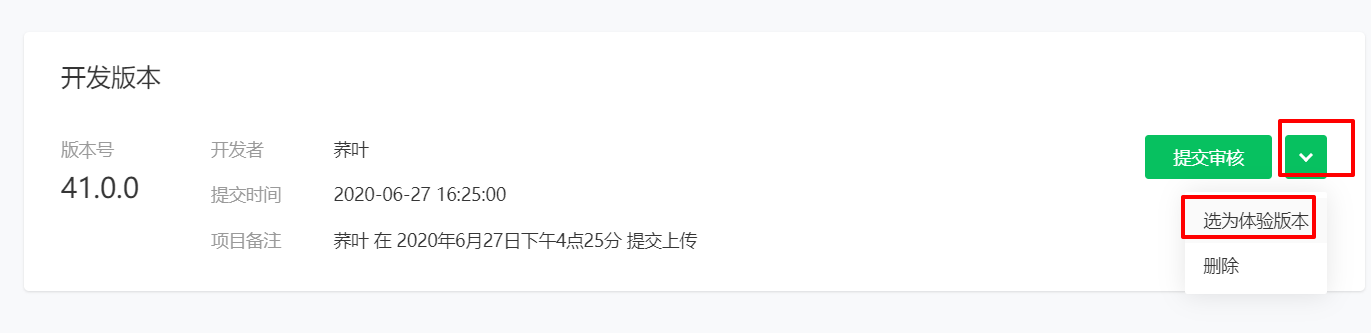 开发版本
版本号
41.0.0
开发者 荞叶
提交时间 2020-06-27 16:25:00
项目备注 荞叶 在 2020年6月27日下午4点25分 提交上传
提交审核
选为体验版本
删除